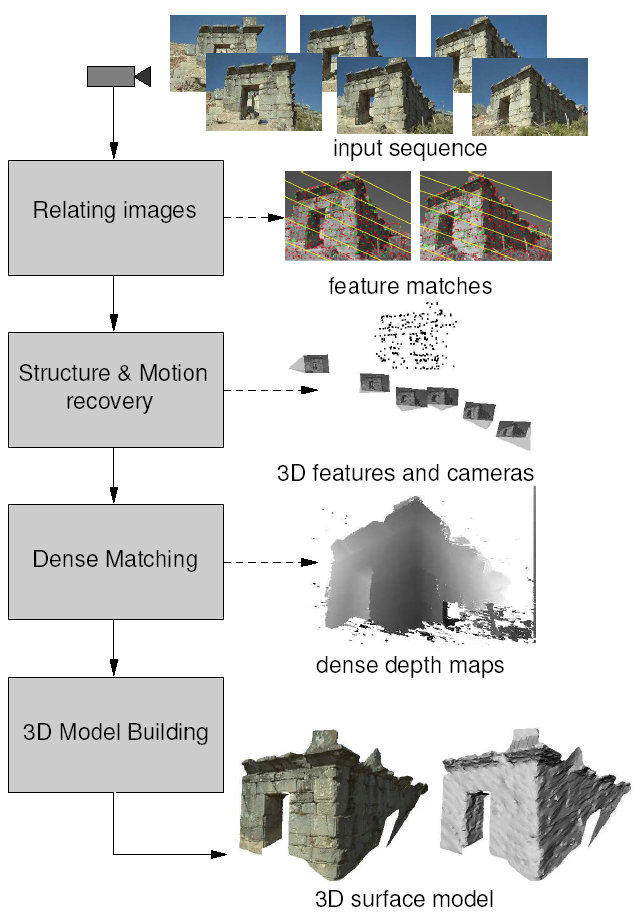 input sequence
Relating images
feature matches
Structure & Motion
recovery
3D features and cameras
Dense Matching
dense depth maps
3D Model Building
3D surface model